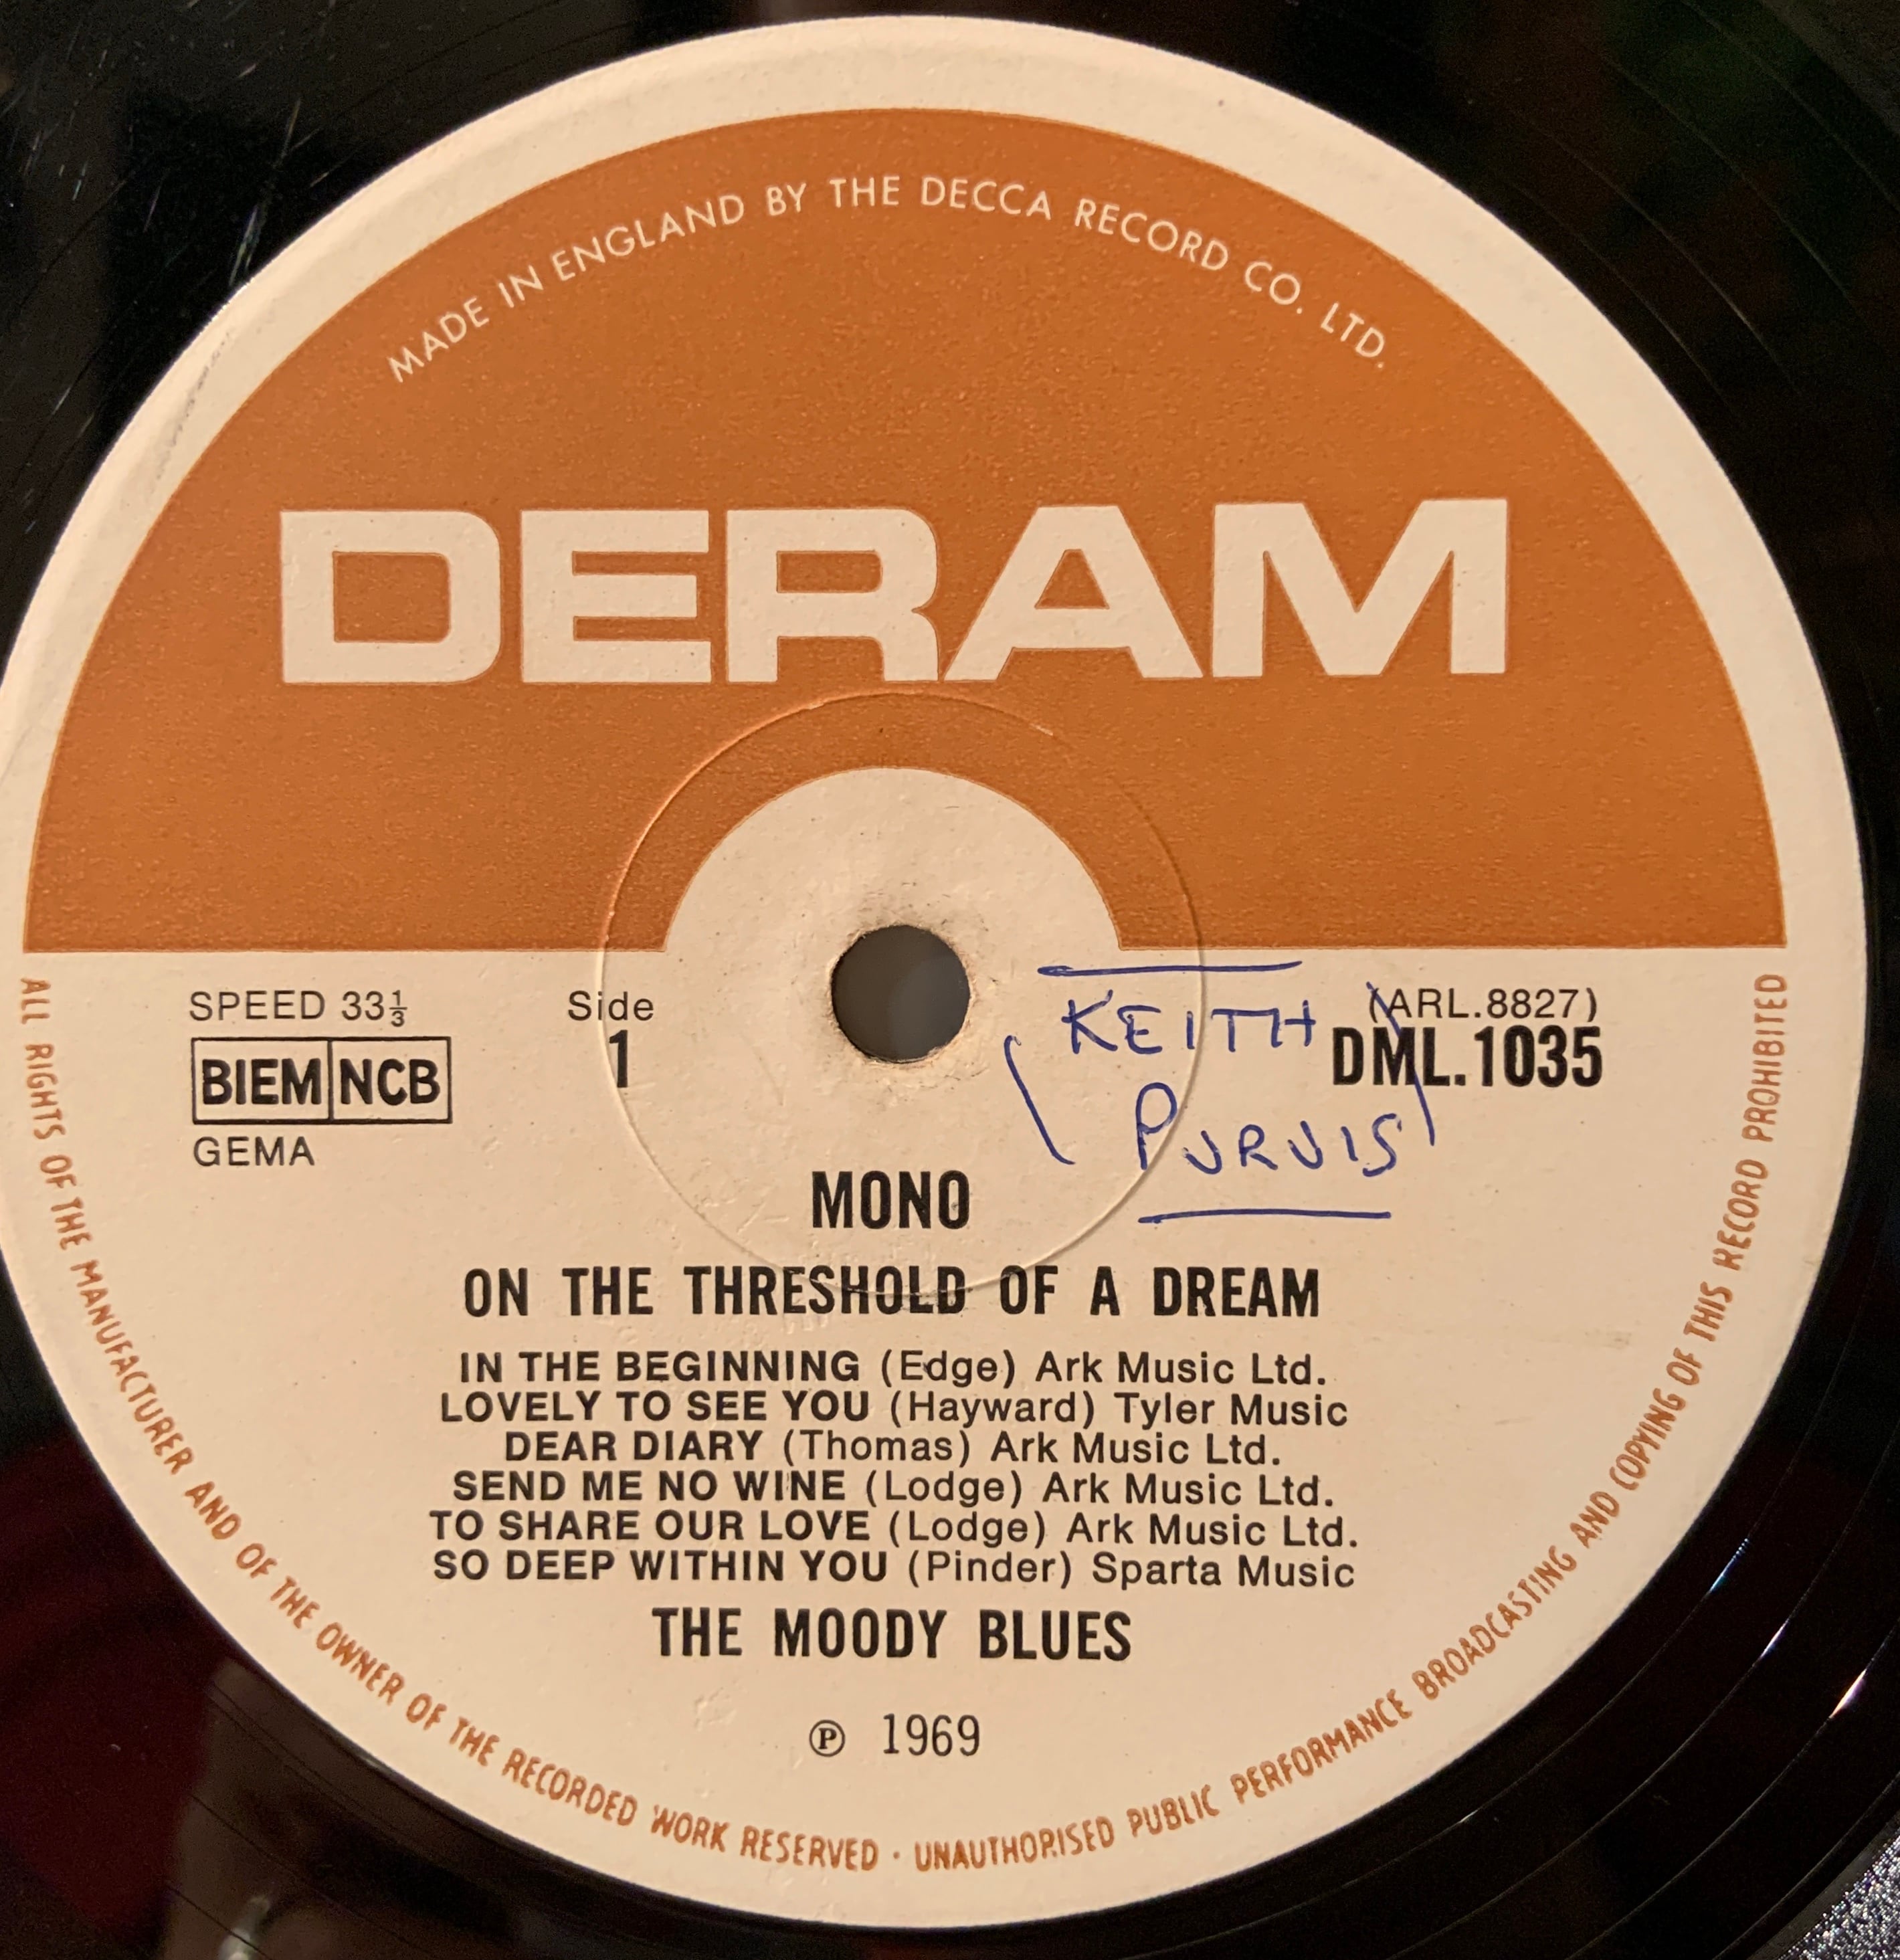 MADE IN ENGLAND BY THE DECCA RECORD CO. LTD.
DERAM
SPEED 33⅓
Side
1
BIEM NCB
GEMA
KEITH
PURVIS
(ARL.8827)
DML.1035
MONO
ON THE THRESHOLD OF A DREAM
IN THE BEGINNING (Edge) Ark Music Ltd.
LOVELY TO SEE YOU (Hayward) Tyler Music
DEAR DIARY (Thomas) Ark Music Ltd.
SEND ME NO WINE (Lodge) Ark Music Ltd.
TO SHARE OUR LOVE (Lodge) Ark Music Ltd.
SO DEEP WITHIN YOU (Pinder) Sparta Music
THE MOODY BLUES
℗ 1969
ALL RIGHTS OF THE MANUFACTURER AND OF THE OWNER OF THE RECORDED WORK RESERVED · UNAUTHORISED PUBLIC PERFORMANCE BROADCASTING AND COPYING OF THIS RECORD PROHIBITED